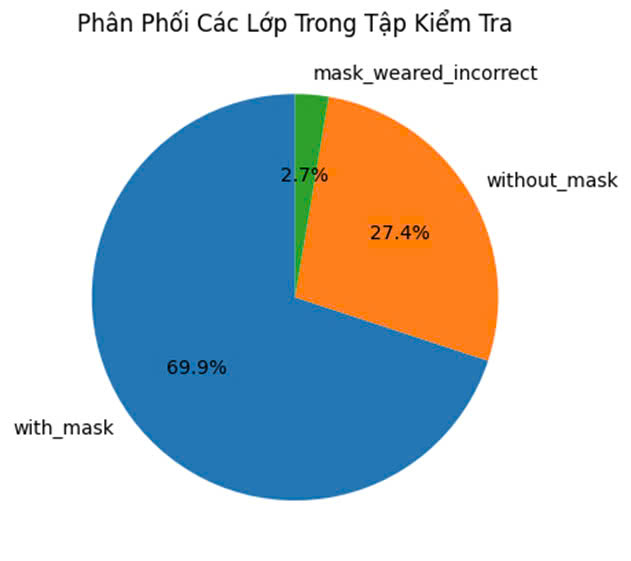 Phân Phối Các Lớp Trong Tập Kiểm Tra
mask_weared_incorrect
2.7%
without_mask
27.4%
69.9%
with_mask